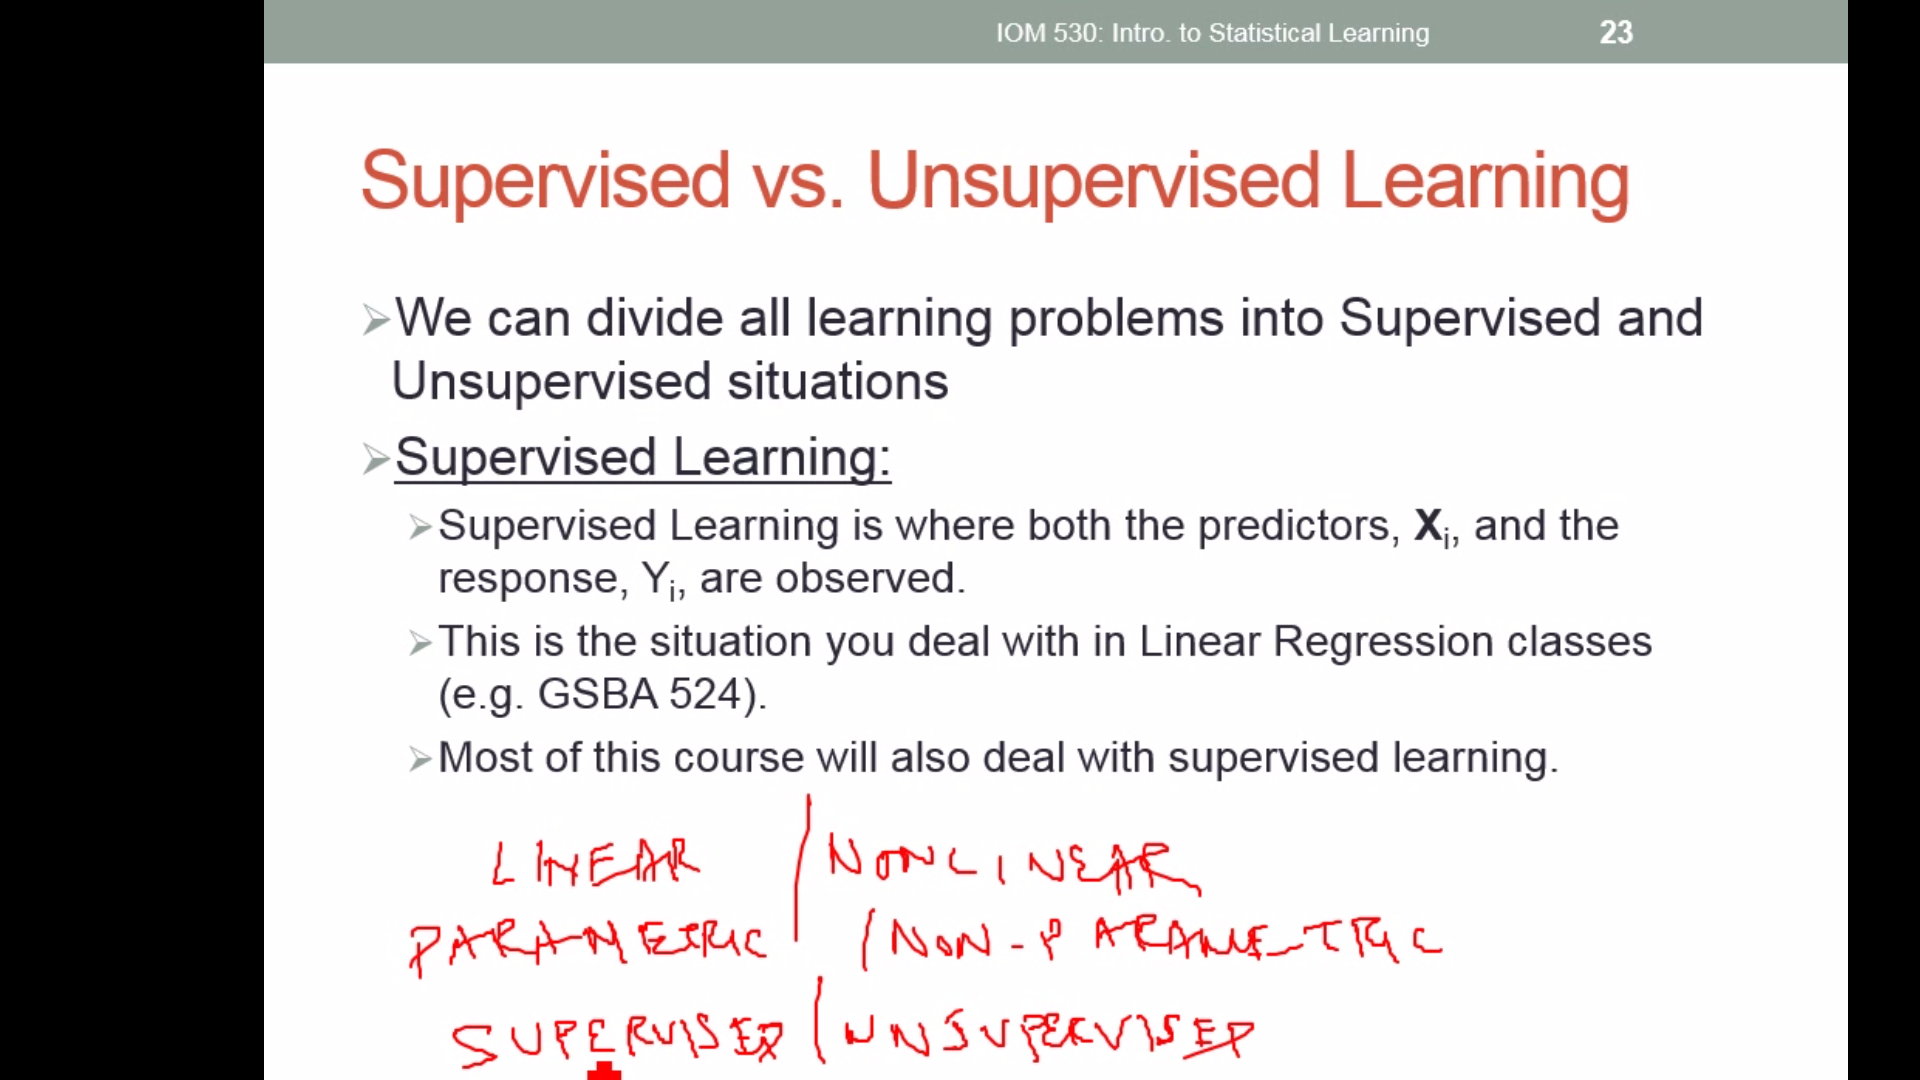 IOM 530: Intro. to Statistical Learning 23
Supervised vs. Unsupervised Learning
➢We can divide all learning problems into Supervised and
Unsupervised situations
➢Supervised Learning:
➢Supervised Learning is where both the predictors, Xi, and the
response, Yi, are observed.
➢This is the situation you deal with in Linear Regression classes
(e.g. GSBA 524).
➢Most of this course will also deal with supervised learning.
LINEAR / NONLINEAR
PARAMETRIC / NON-PARAMETRIC
SUPERVISED / UNSUPERVISED